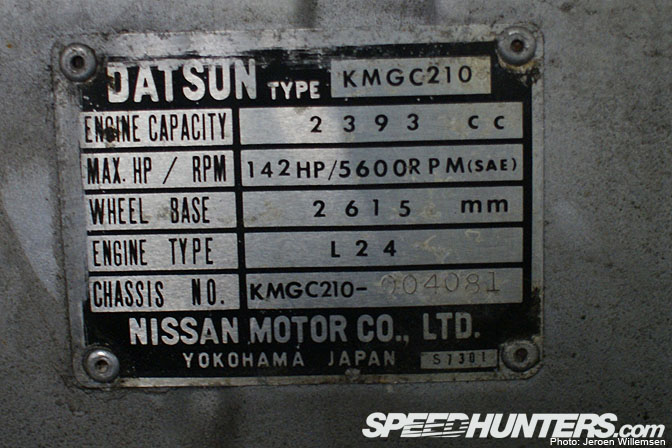 DATSUN TYPE KMGC210
ENGINE CAPACITY 2393 cc
MAX. HP / RPM 142HP/5600RPM(SAE)
WHEEL BASE 2615 mm
ENGINE TYPE L24
CHASSIS NO. KMGC210-004081
NISSAN MOTOR CO., LTD.
YOKOHAMA JAPAN S7301
SPEEDHUNTERS.com
Photo: Jeroen Willemsen